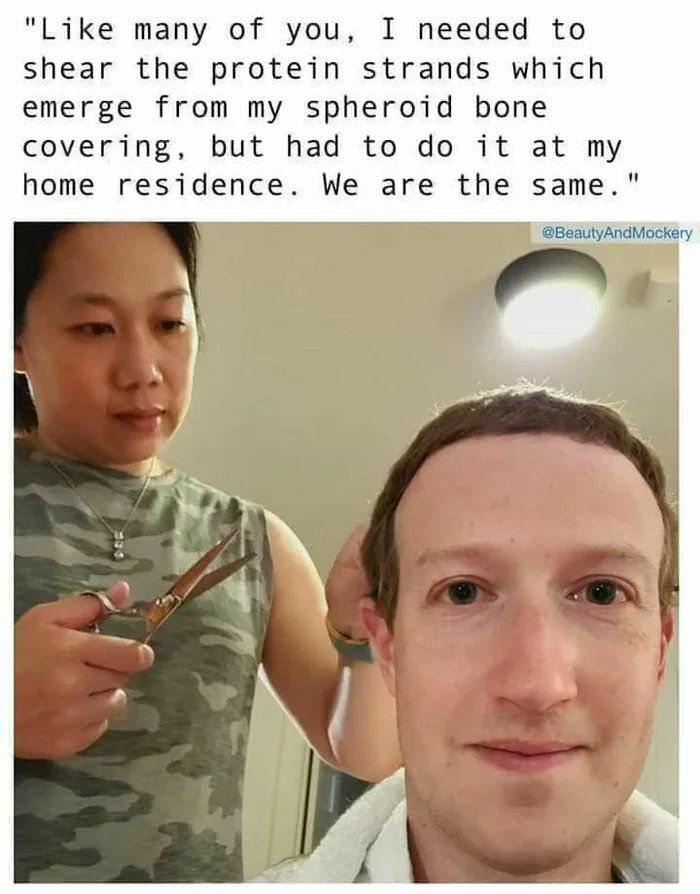 "Like many of you, I needed to
shear the protein strands which
emerge from my spheroid bone
covering, but had to do it at my
home residence. We are the same."
@BeautyAndMockery